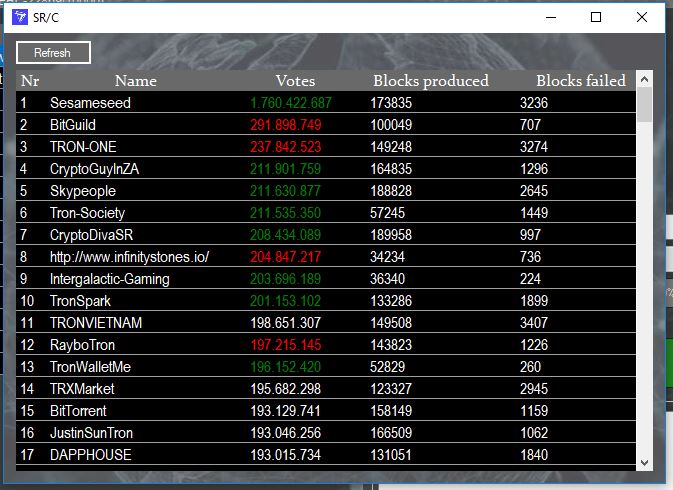 SR/C
Refresh
Nr Name Votes Blocks produced Blocks failed
1 Sesameseed 1.760.422.687 173835 3236
2 BitGuild 291.898.749 100049 707
3 TRON-ONE 237.842.523 149248 3274
4 CryptoGuyInZA 211.901.759 164835 1296
5 Skypeople 211.630.877 188828 2645
6 Tron-Society 211.535.350 57245 1449
7 CryptoDivaSR 208.434.089 189958 997
8 http://www.infinitystones.io/ 204.847.217 34234 736
9 Intergalactic-Gaming 203.696.189 36340 224
10 TronSpark 201.153.102 133286 1899
11 TRONVIETNAM 198.651.307 149508 3407
12 RayboTron 197.215.145 143823 1226
13 TronWalletMe 196.152.420 52829 260
14 TRXMarket 195.682.298 123327 2945
15 BitTorrent 193.129.741 158149 1159
16 JustinSunTron 193.046.256 166509 1062
17 DAPPHOUSE 193.015.734 131051 1840